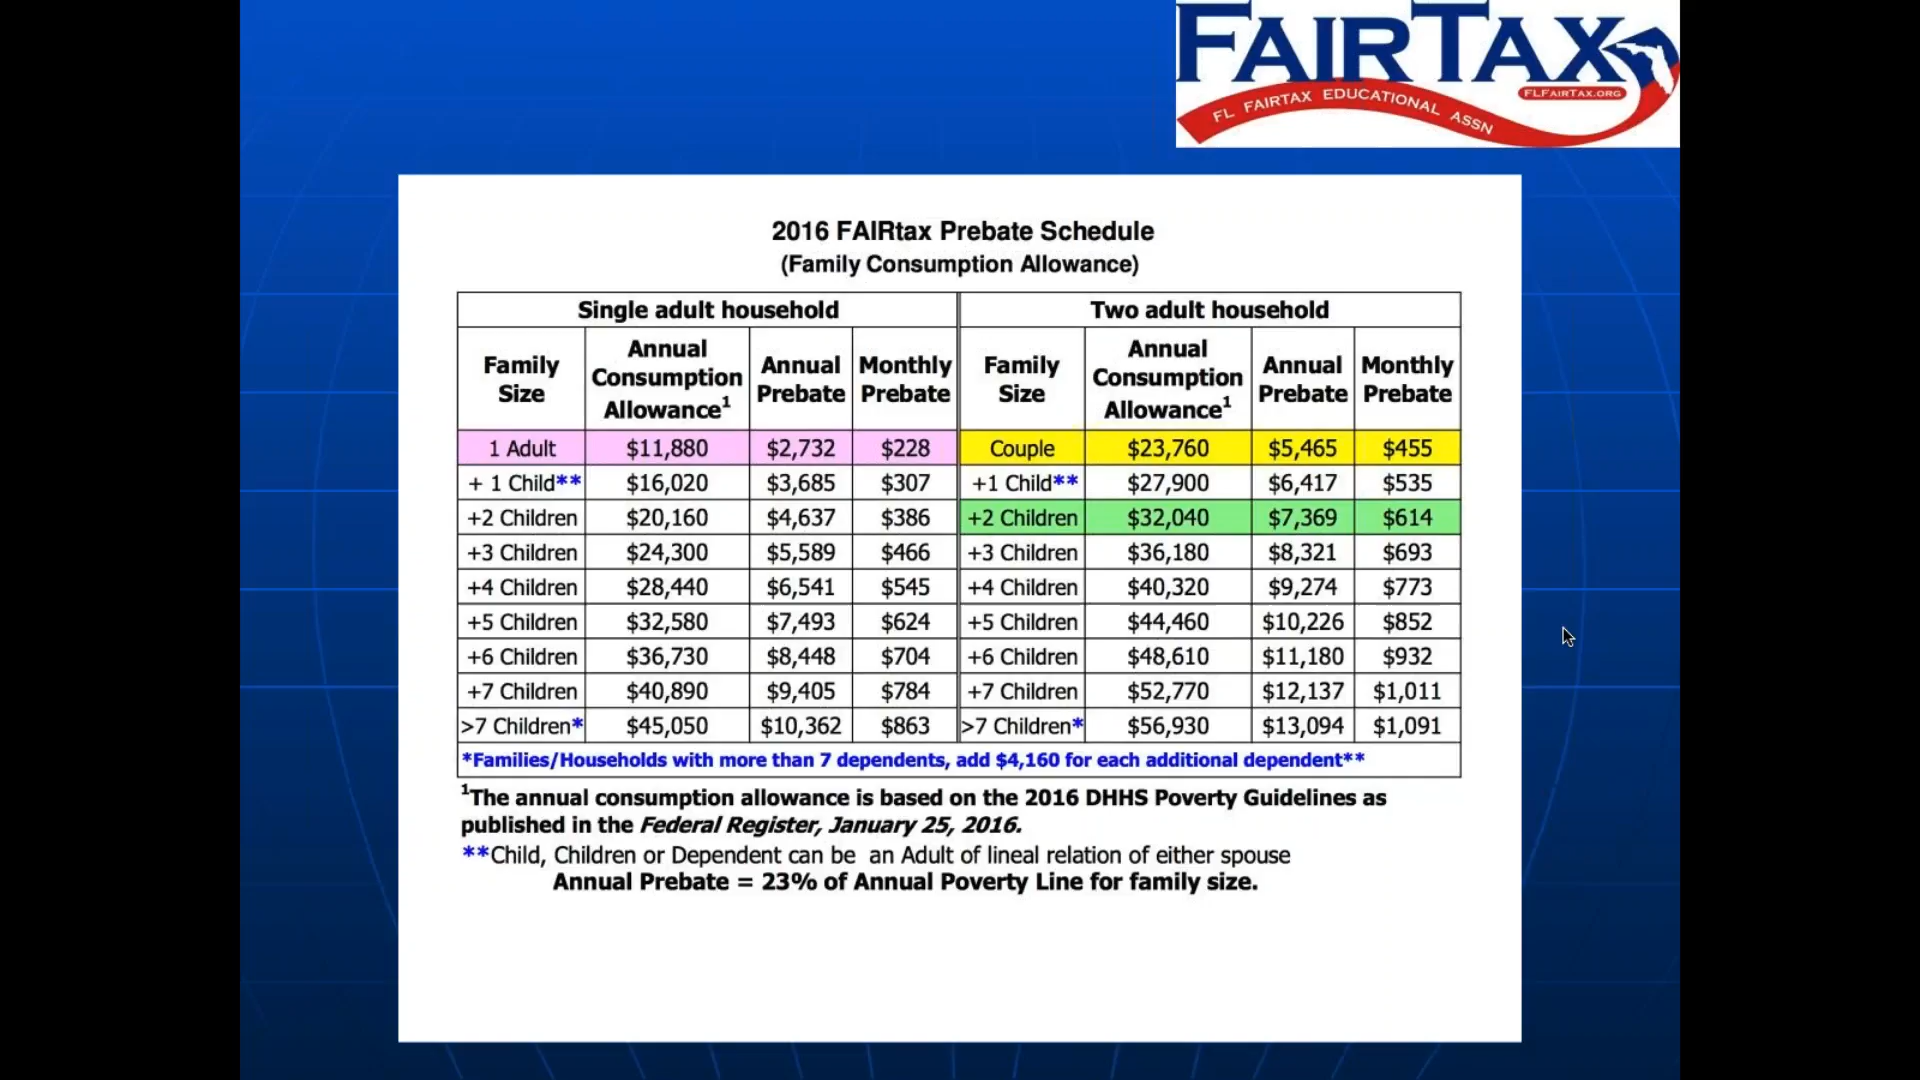 FAIRTAX
FLFAIRTAX.ORG
FL FAIRTAX EDUCATIONAL ASSN
2016 FAIRtax Prebate Schedule
(Family Consumption Allowance)
Single adult household Two adult household
Family Size Annual Consumption Allowance1 Annual Prebate Monthly Prebate Family Size Annual Consumption Allowance1 Annual Prebate Monthly Prebate
1 Adult $11,880 $2,732 $228 Couple $23,760 $5,465 $455
+ 1 Child** $16,020 $3,685 $307 +1 Child** $27,900 $6,417 $535
+2 Children $20,160 $4,637 $386 +2 Children $32,040 $7,369 $614
+3 Children $24,300 $5,589 $466 +3 Children $36,180 $8,321 $693
+4 Children $28,440 $6,541 $545 +4 Children $40,320 $9,274 $773
+5 Children $32,580 $7,493 $624 +5 Children $44,460 $10,226 $852
+6 Children $36,730 $8,448 $704 +6 Children $48,610 $11,180 $932
+7 Children $40,890 $9,405 $784 +7 Children $52,770 $12,137 $1,011
>7 Children* $45,050 $10,362 $863 >7 Children* $56,930 $13,094 $1,091
*Families/Households with more than 7 dependents, add $4,160 for each additional dependent**
1The annual consumption allowance is based on the 2016 DHHS Poverty Guidelines as
published in the Federal Register, January 25, 2016.
**Child, Children or Dependent can be an Adult of lineal relation of either spouse
Annual Prebate = 23% of Annual Poverty Line for family size.